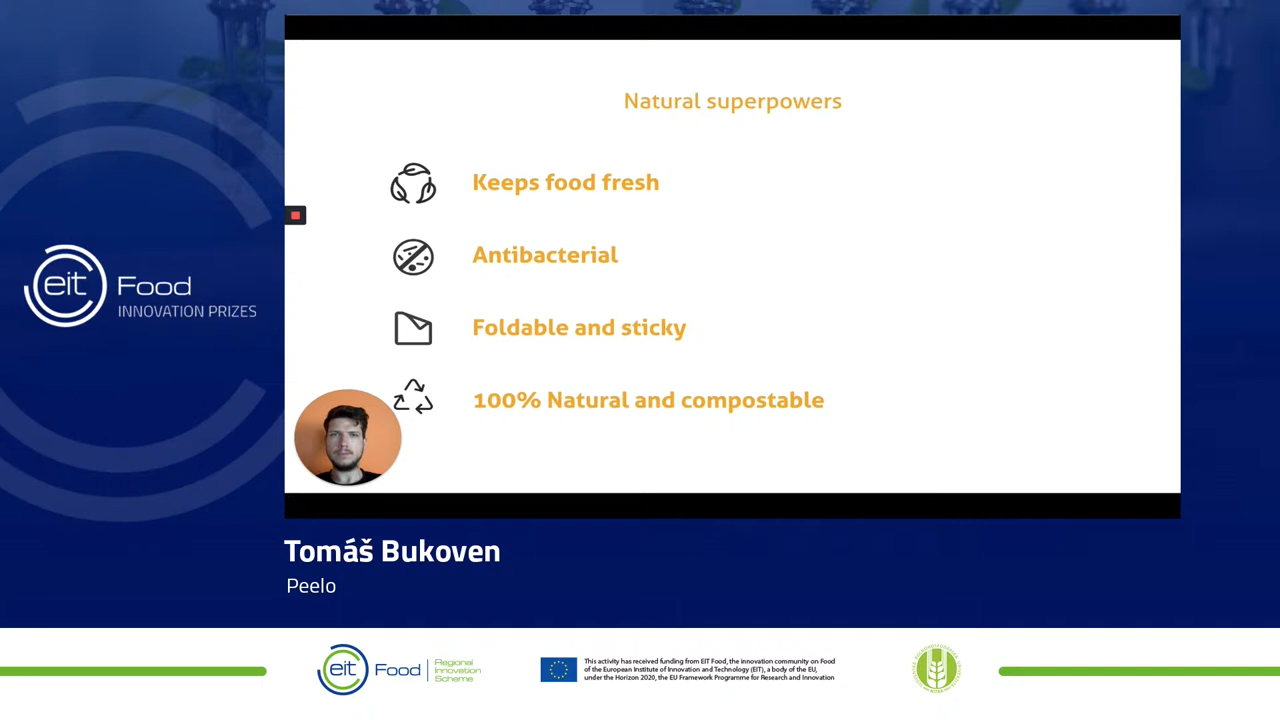 Natural superpowers
Keeps food fresh
Antibacterial
Foldable and sticky
100% Natural and compostable
eit Food
INNOVATION PRIZES
Tomáš Bukoven
Peelo
eit Food
Regional
Innovation
Scheme
This activity has received funding from EIT Food, the innovation community on Food
of the European Institute of Innovation and Technology (EIT), a body of the EU,
under the Horizon 2020, the EU Framework Programme for Research and Innovation